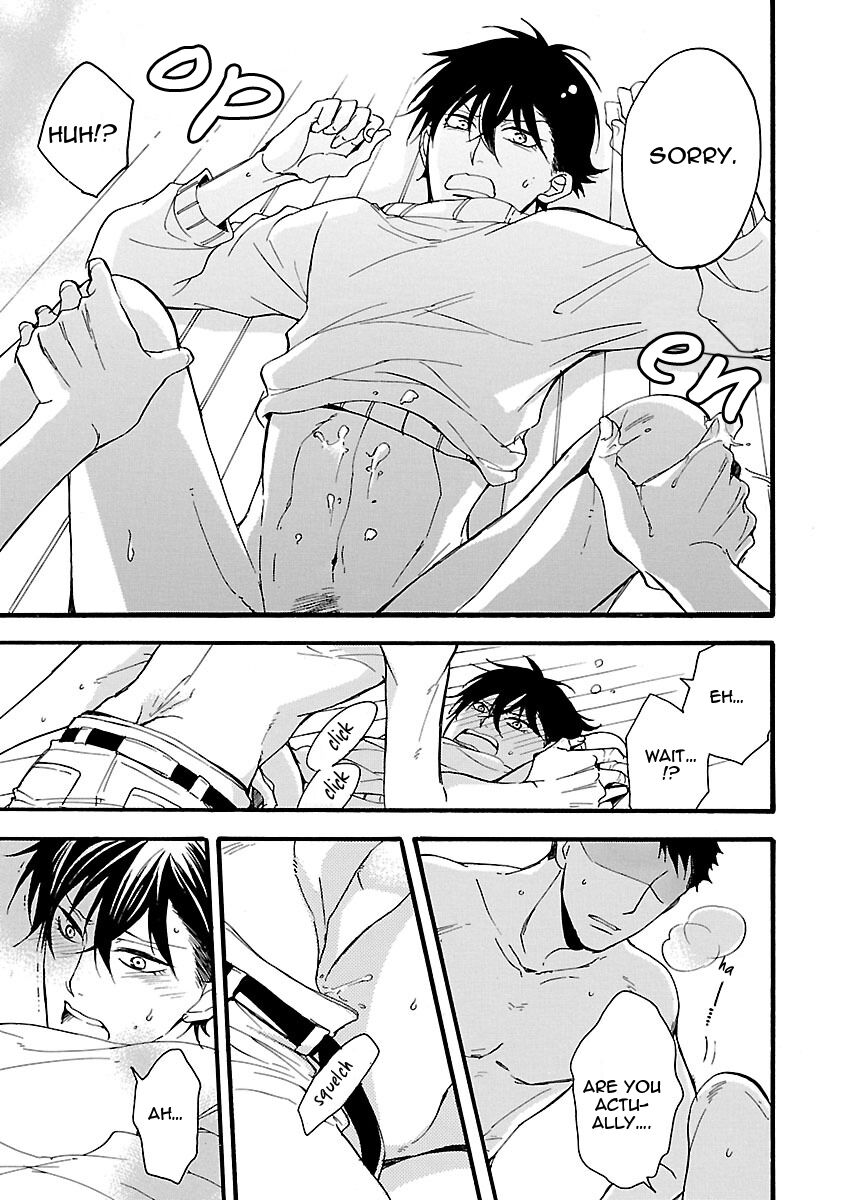 SORRY.
op
HUH!?
en
EH...
WAIT...
!?
click
click
ha
ARE YOU
ACTU-
ALLY....
squelch
AH...